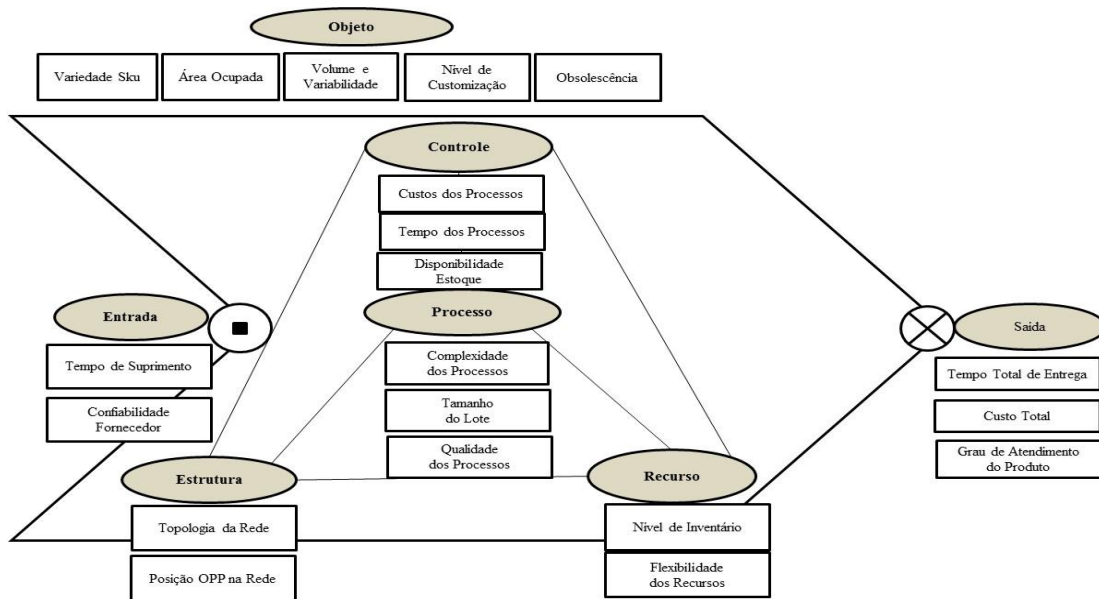 Objeto
Variedade Sku
Área Ocupada
Volume e
Variabilidade
Nível de
Customização
Obsolescência
Controle
Custos dos Processos
Tempo dos Processos
Disponibilidade
Estoque
Entrada
Tempo de Suprimento
Confiabilidade
Fornecedor
Processo
Complexidade
dos Processos
Tamanho
do Lote
Qualidade
dos Processos
Saída
Tempo Total de Entrega
Custo Total
Grau de Atendimento
do Produto
Estrutura
Topologia da Rede
Posição OPP na Rede
Recurso
Nível de Inventário
Flexibilidade
dos Recursos